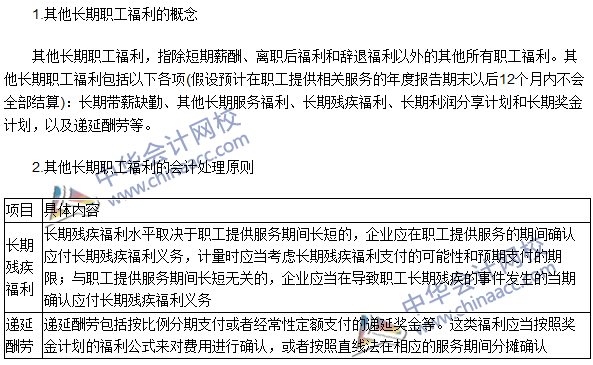 1.其他长期职工福利的概念
其他长期职工福利，指除短期薪酬、离职后福利和辞退福利以外的其他所有职工福利。其
他长期职工福利包括以下各项(假设预计在职工提供相关服务的年度报告期末以后12个月内不会
全部结算)：长期带薪缺勤、其他长期服务福利、长期残疾福利、长期利润分享计划和长期奖金
计划，以及递延酬劳等。
2.其他长期职工福利的会计处理原则
项目 具体内容
长期
残疾
福利
长期残疾福利水平取决于职工提供服务期间长短的，企业应在职工提供服务的期间确认
应付长期残疾福利义务，计量时应当考虑长期残疾福利支付的可能性和预期支付的期
限；与职工提供服务期间长短无关的，企业应当在导致职工长期残疾的事件发生的当期
确认应付长期残疾福利义务
递延
酬劳
递延酬劳包括按比例分期支付或者经常性定额支付的递延奖金等。这类福利应当按照奖
金计划的福利公式来对费用进行确认，或者按照直线法在相应的服务期间分摊确认
中华会计网校
www.chinaacc.com
中华会计网校
www.chinaacc.com